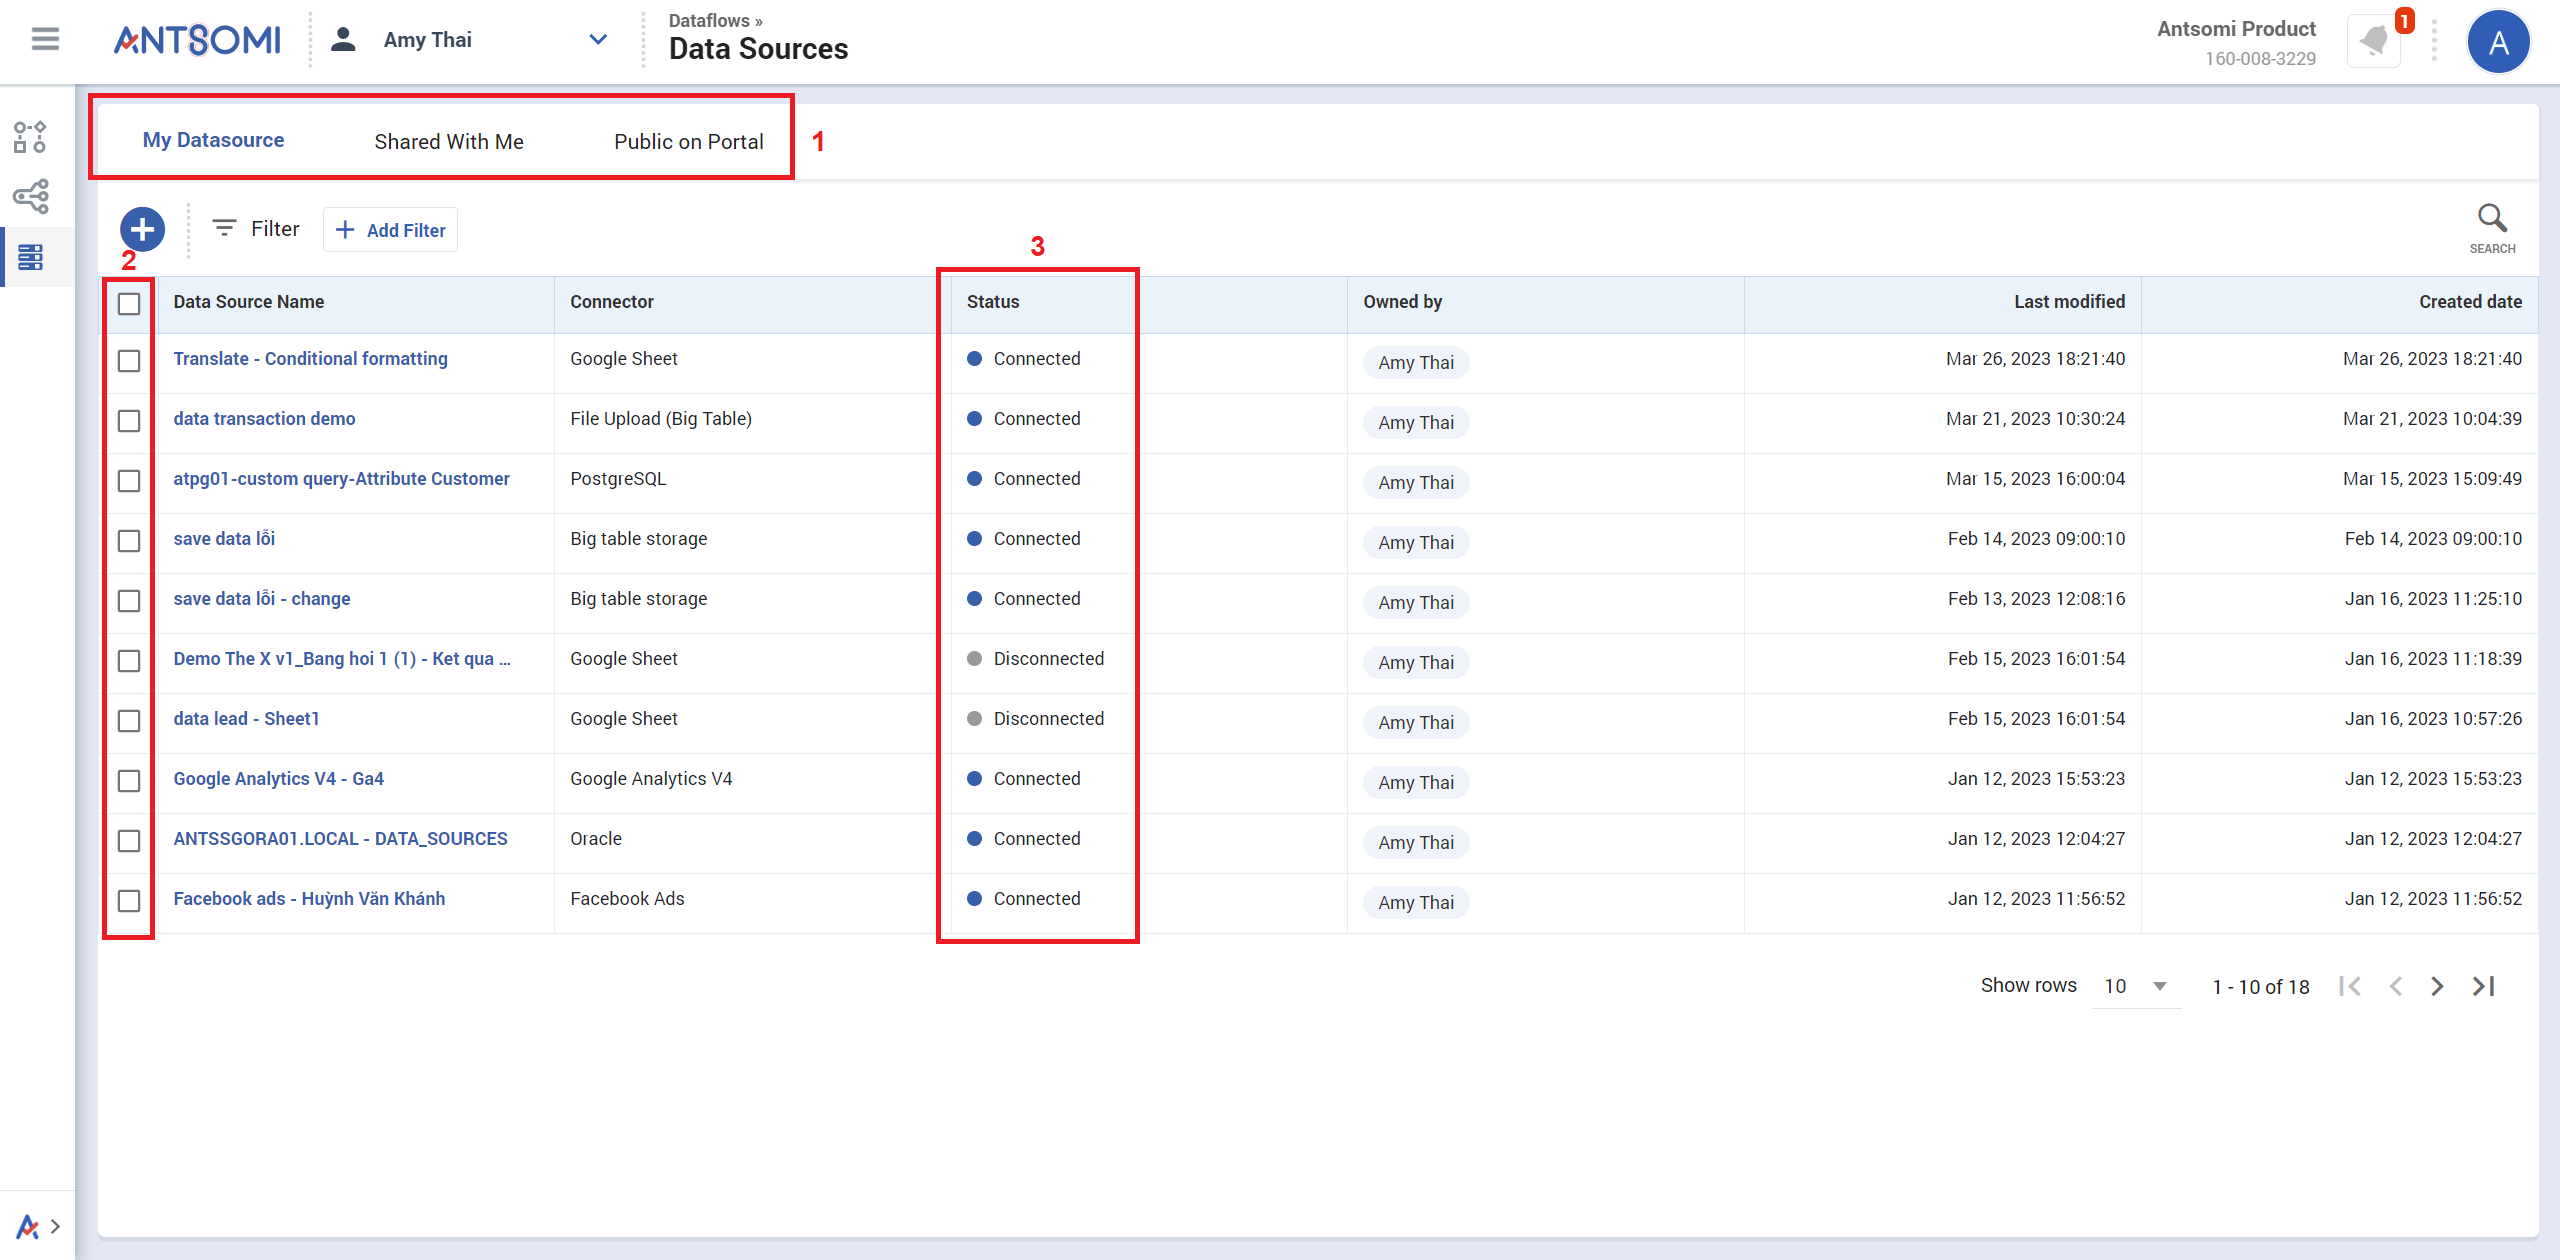 ANTSOMI
Amy Thai
Dataflows »
Data Sources
Antsomi Product
160-008-3229
1
A
My Datasource Shared With Me Public on Portal 1
Filter Add Filter
SEARCH
2
3
Data Source Name Connector Status Owned by Last modified Created date
Translate - Conditional formatting Google Sheet Connected Amy Thai Mar 26, 2023 18:21:40 Mar 26, 2023 18:21:40
data transaction demo File Upload (Big Table) Connected Amy Thai Mar 21, 2023 10:30:24 Mar 21, 2023 10:04:39
atpg01-custom query-Attribute Customer PostgreSQL Connected Amy Thai Mar 15, 2023 16:00:04 Mar 15, 2023 15:09:49
save data lỗi Big table storage Connected Amy Thai Feb 14, 2023 09:00:10 Feb 14, 2023 09:00:10
save data lỗi - change Big table storage Connected Amy Thai Feb 13, 2023 12:08:16 Jan 16, 2023 11:25:10
Demo The X v1_Bang hoi 1 (1) - Ket qua ... Google Sheet Disconnected Amy Thai Feb 15, 2023 16:01:54 Jan 16, 2023 11:18:39
data lead - Sheet1 Google Sheet Disconnected Amy Thai Feb 15, 2023 16:01:54 Jan 16, 2023 10:57:26
Google Analytics V4 - Ga4 Google Analytics V4 Connected Amy Thai Jan 12, 2023 15:53:23 Jan 12, 2023 15:53:23
ANTSSGORA01.LOCAL - DATA_SOURCES Oracle Connected Amy Thai Jan 12, 2023 12:04:27 Jan 12, 2023 12:04:27
Facebook ads - Huỳnh Văn Khánh Facebook Ads Connected Amy Thai Jan 12, 2023 11:56:52 Jan 12, 2023 11:56:52
Show rows 10 1 - 10 of 18